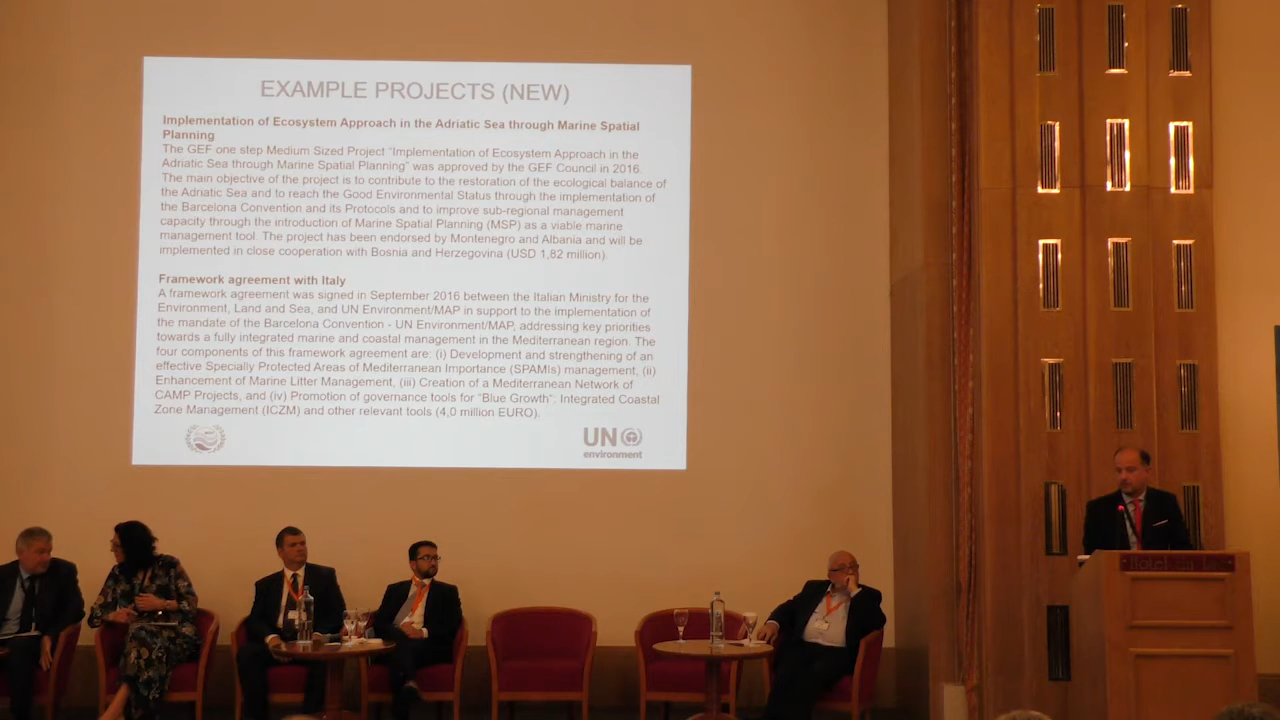 EXAMPLE PROJECTS (NEW)
Implementation of Ecosystem Approach in the Adriatic Sea through Marine Spatial
Planning
The GEF one step Medium Sized Project "Implementation of Ecosystem Approach in the
Adriatic Sea through Marine Spatial Planning" was approved by the GEF Council in 2016.
The main objective of the project is to contribute to the restoration of the ecological balance of
the Adriatic Sea and to reach the Good Environmental Status through the implementation of
the Barcelona Convention and its Protocols and to improve sub-regional management
capacity through the introduction of Marine Spatial Planning (MSP) as a viable marine
management tool. The project has been endorsed by Montenegro and Albania and will be
implemented in close cooperation with Bosnia and Herzegovina (USD 1,82 million).
Framework agreement with Italy
A framework agreement was signed in September 2016 between the Italian Ministry for the
Environment, Land and Sea, and UN Environment/MAP in support to the implementation of
the mandate of the Barcelona Convention - UN Environment/MAP, addressing key priorities
towards a fully integrated marine and coastal management in the Mediterranean region. The
four components of this framework agreement are: (i) Development and strengthening of an
effective Specially Protected Areas of Mediterranean Importance (SPAMIs) management, (ii)
Enhancement of Marine Litter Management, (iii) Creation of a Mediterranean Network of
CAMP Projects, and (iv) Promotion of governance tools for "Blue Growth": Integrated Coastal
Zone Management (ICZM) and other relevant tools (4,0 million EURO).
UN
environment